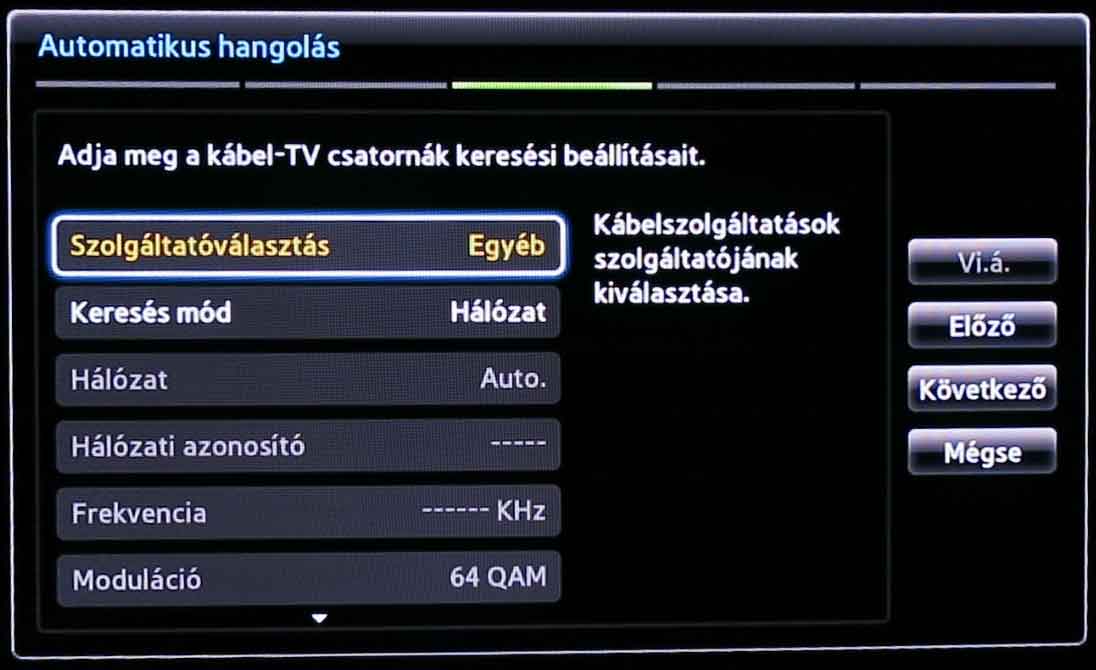 Automatikus hangolás
Adja meg a kábel-TV csatornák keresési beállításait.
Szolgáltatóválasztás Egyéb
Keresés mód Hálózat
Hálózat Auto.
Hálózati azonosító -----
Frekvencia ------ KHz
Moduláció 64 QAM
Kábelszolgáltatások
szolgáltatójának
kiválasztása.
Vi.á.
Előző
Következő
Mégse